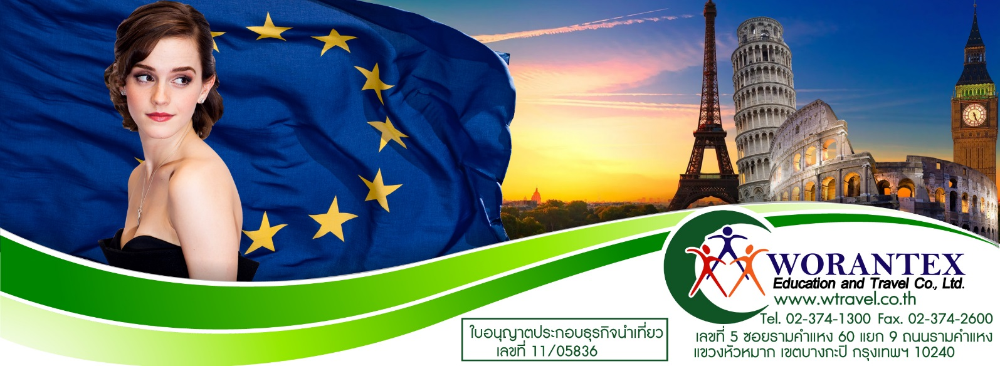 WORANTEX
Education and Travel Co., Ltd.
www.wtravel.co.th
Tel. 02-374-1300 Fax. 02-374-2600
เลขที่ 5 ซอยรามคำแหง 60 แยก 9 ถนนรามคำแหง
แขวงหัวหมาก เขตบางกะปิ กรุงเทพฯ 10240
ใบอนุญาตประกอบธุรกิจนำเที่ยว
เลขที่ 11/05836